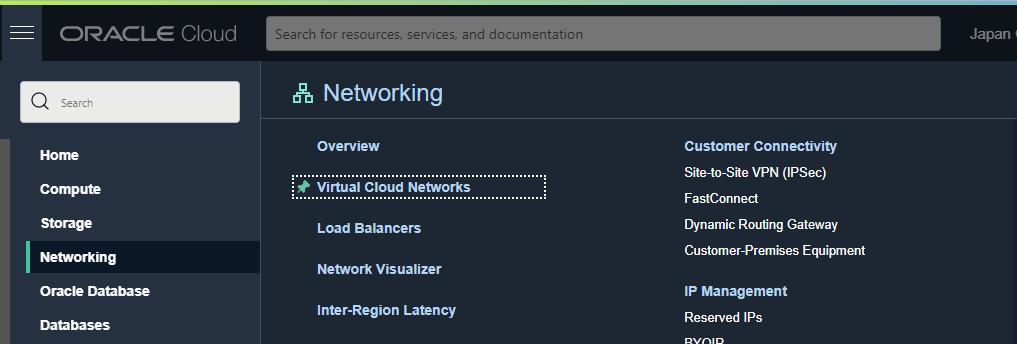 ORACLE Cloud
Search for resources, services, and documentation
Japan
Search
Home
Compute
Storage
Networking
Oracle Database
Databases
Networking
Overview
Virtual Cloud Networks
Load Balancers
Network Visualizer
Inter-Region Latency
Customer Connectivity
Site-to-Site VPN (IPSec)
FastConnect
Dynamic Routing Gateway
Customer-Premises Equipment
IP Management
Reserved IPs
BYOIP